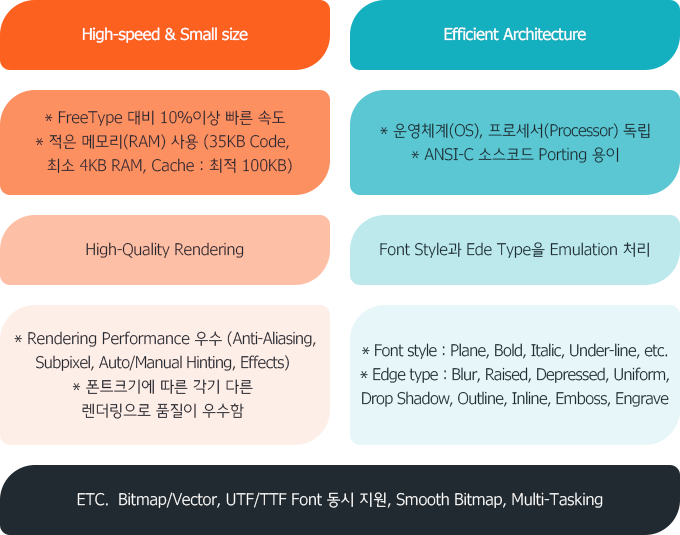 High-speed & Small size
* FreeType 대비 10%이상 빠른 속도
* 적은 메모리(RAM) 사용 (35KB Code,
최소 4KB RAM, Cache : 최적 100KB)
High-Quality Rendering
* Rendering Performance 우수 (Anti-Aliasing,
Subpixel, Auto/Manual Hinting, Effects)
* 폰트크기에 따른 각기 다른
렌더링으로 품질이 우수함
Efficient Architecture
* 운영체계(OS), 프로세서(Processor) 독립
* ANSI-C 소스코드 Porting 용이
Font Style과 Ede Type을 Emulation 처리
* Font style : Plane, Bold, Italic, Under-line, etc.
* Edge type : Blur, Raised, Depressed, Uniform,
Drop Shadow, Outline, Inline, Emboss, Engrave
ETC. Bitmap/Vector, UTF/TTF Font 동시 지원, Smooth Bitmap, Multi-Tasking